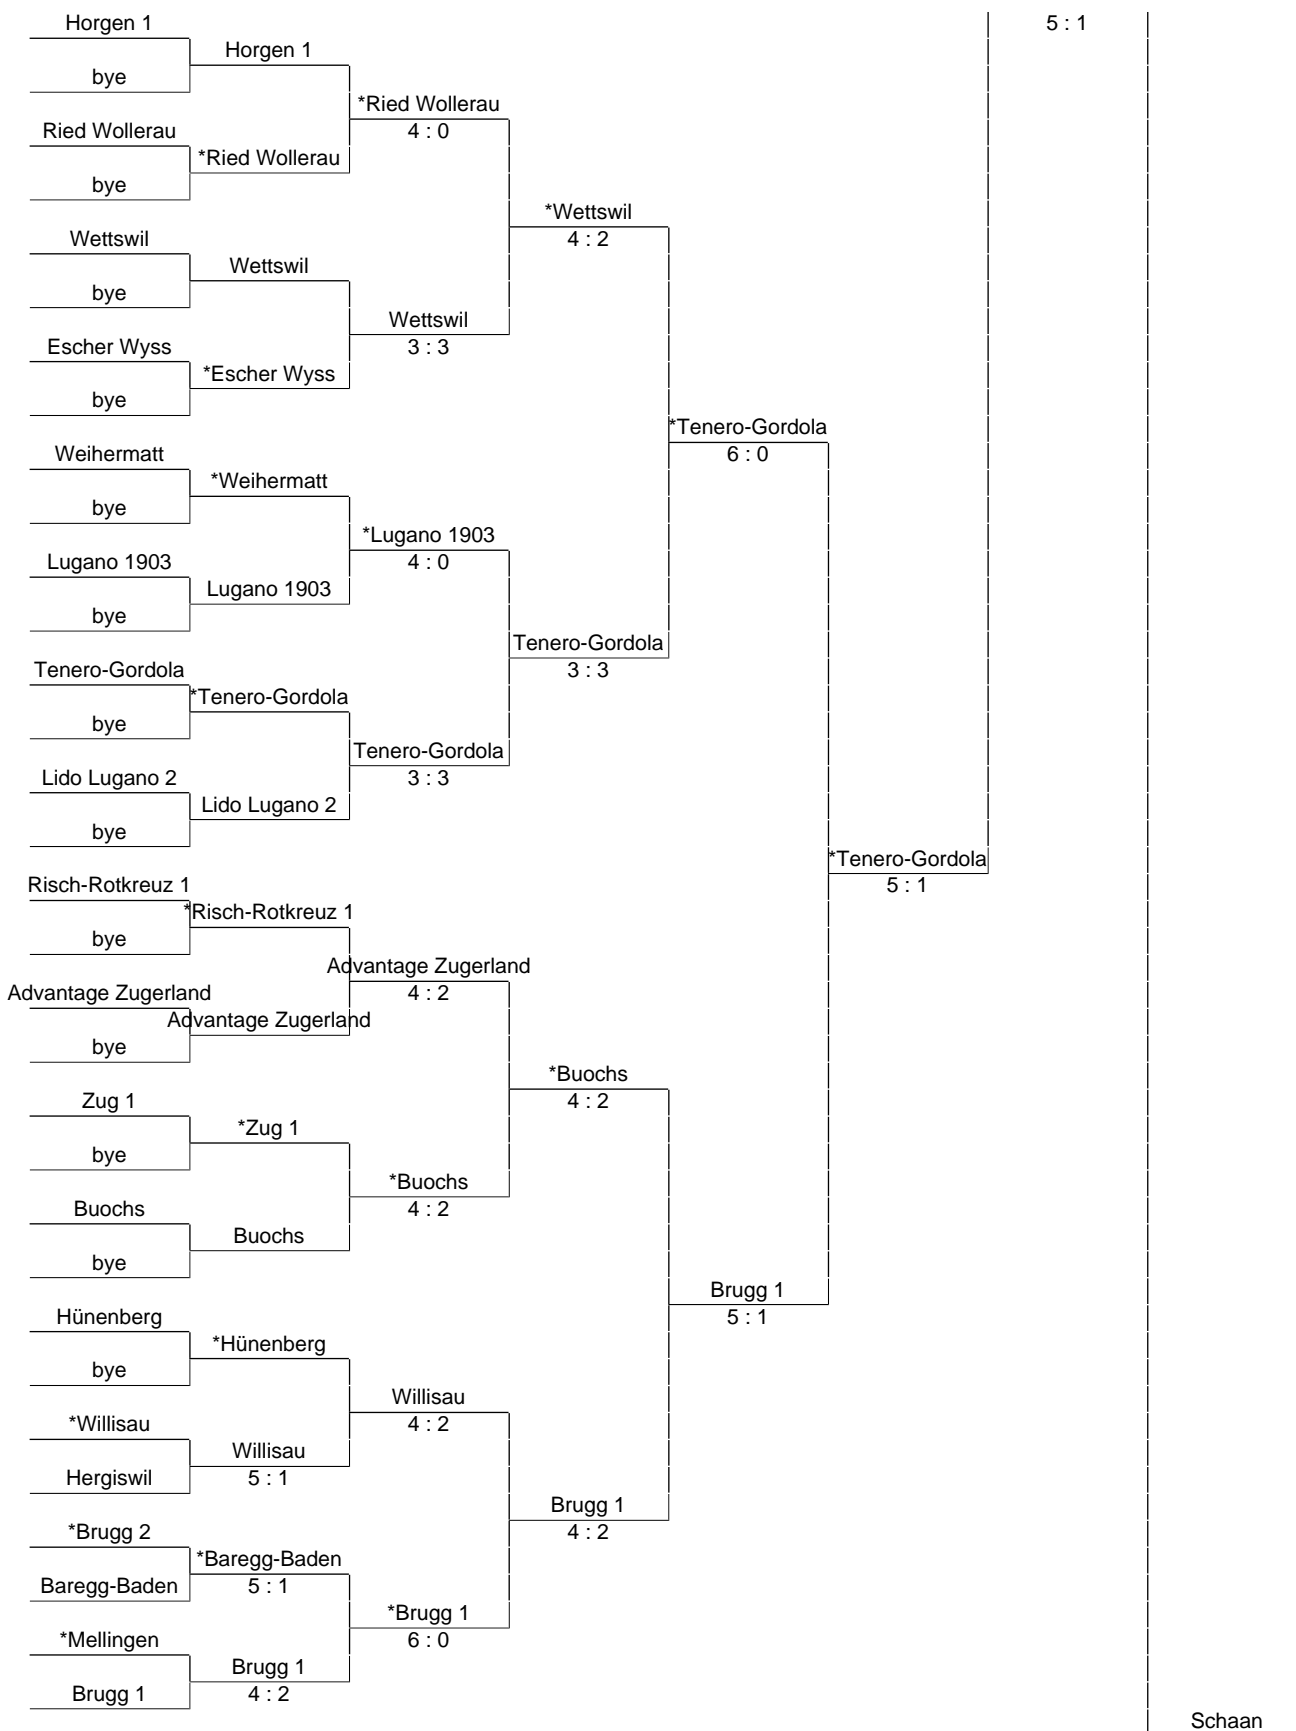 Horgen 1
5 : 1
Horgen 1
bye
*Ried Wollerau
Ried Wollerau
4 : 0
*Ried Wollerau
bye
*Wettswil
Wettswil
4 : 2
Wettswil
bye
Wettswil
Escher Wyss
3 : 3
*Escher Wyss
bye
*Tenero-Gordola
Weihermatt
6 : 0
*Weihermatt
bye
*Lugano 1903
Lugano 1903
4 : 0
Lugano 1903
bye
Tenero-Gordola
Tenero-Gordola
3 : 3
*Tenero-Gordola
bye
Tenero-Gordola
Lido Lugano 2
3 : 3
Lido Lugano 2
bye
*Tenero-Gordola
Risch-Rotkreuz 1
5 : 1
*Risch-Rotkreuz 1
bye
Advantage Zugerland
Advantage Zugerland
4 : 2
Advantage Zugerland
bye
*Buochs
Zug 1
4 : 2
*Zug 1
bye
*Buochs
Buochs
4 : 2
Buochs
bye
Brugg 1
Hünenberg
5 : 1
*Hünenberg
bye
Willisau
*Willisau
4 : 2
Willisau
Hergiswil
5 : 1
Brugg 1
*Brugg 2
4 : 2
*Baregg-Baden
Baregg-Baden
5 : 1
*Brugg 1
*Mellingen
6 : 0
Brugg 1
Brugg 1
4 : 2
Schaan